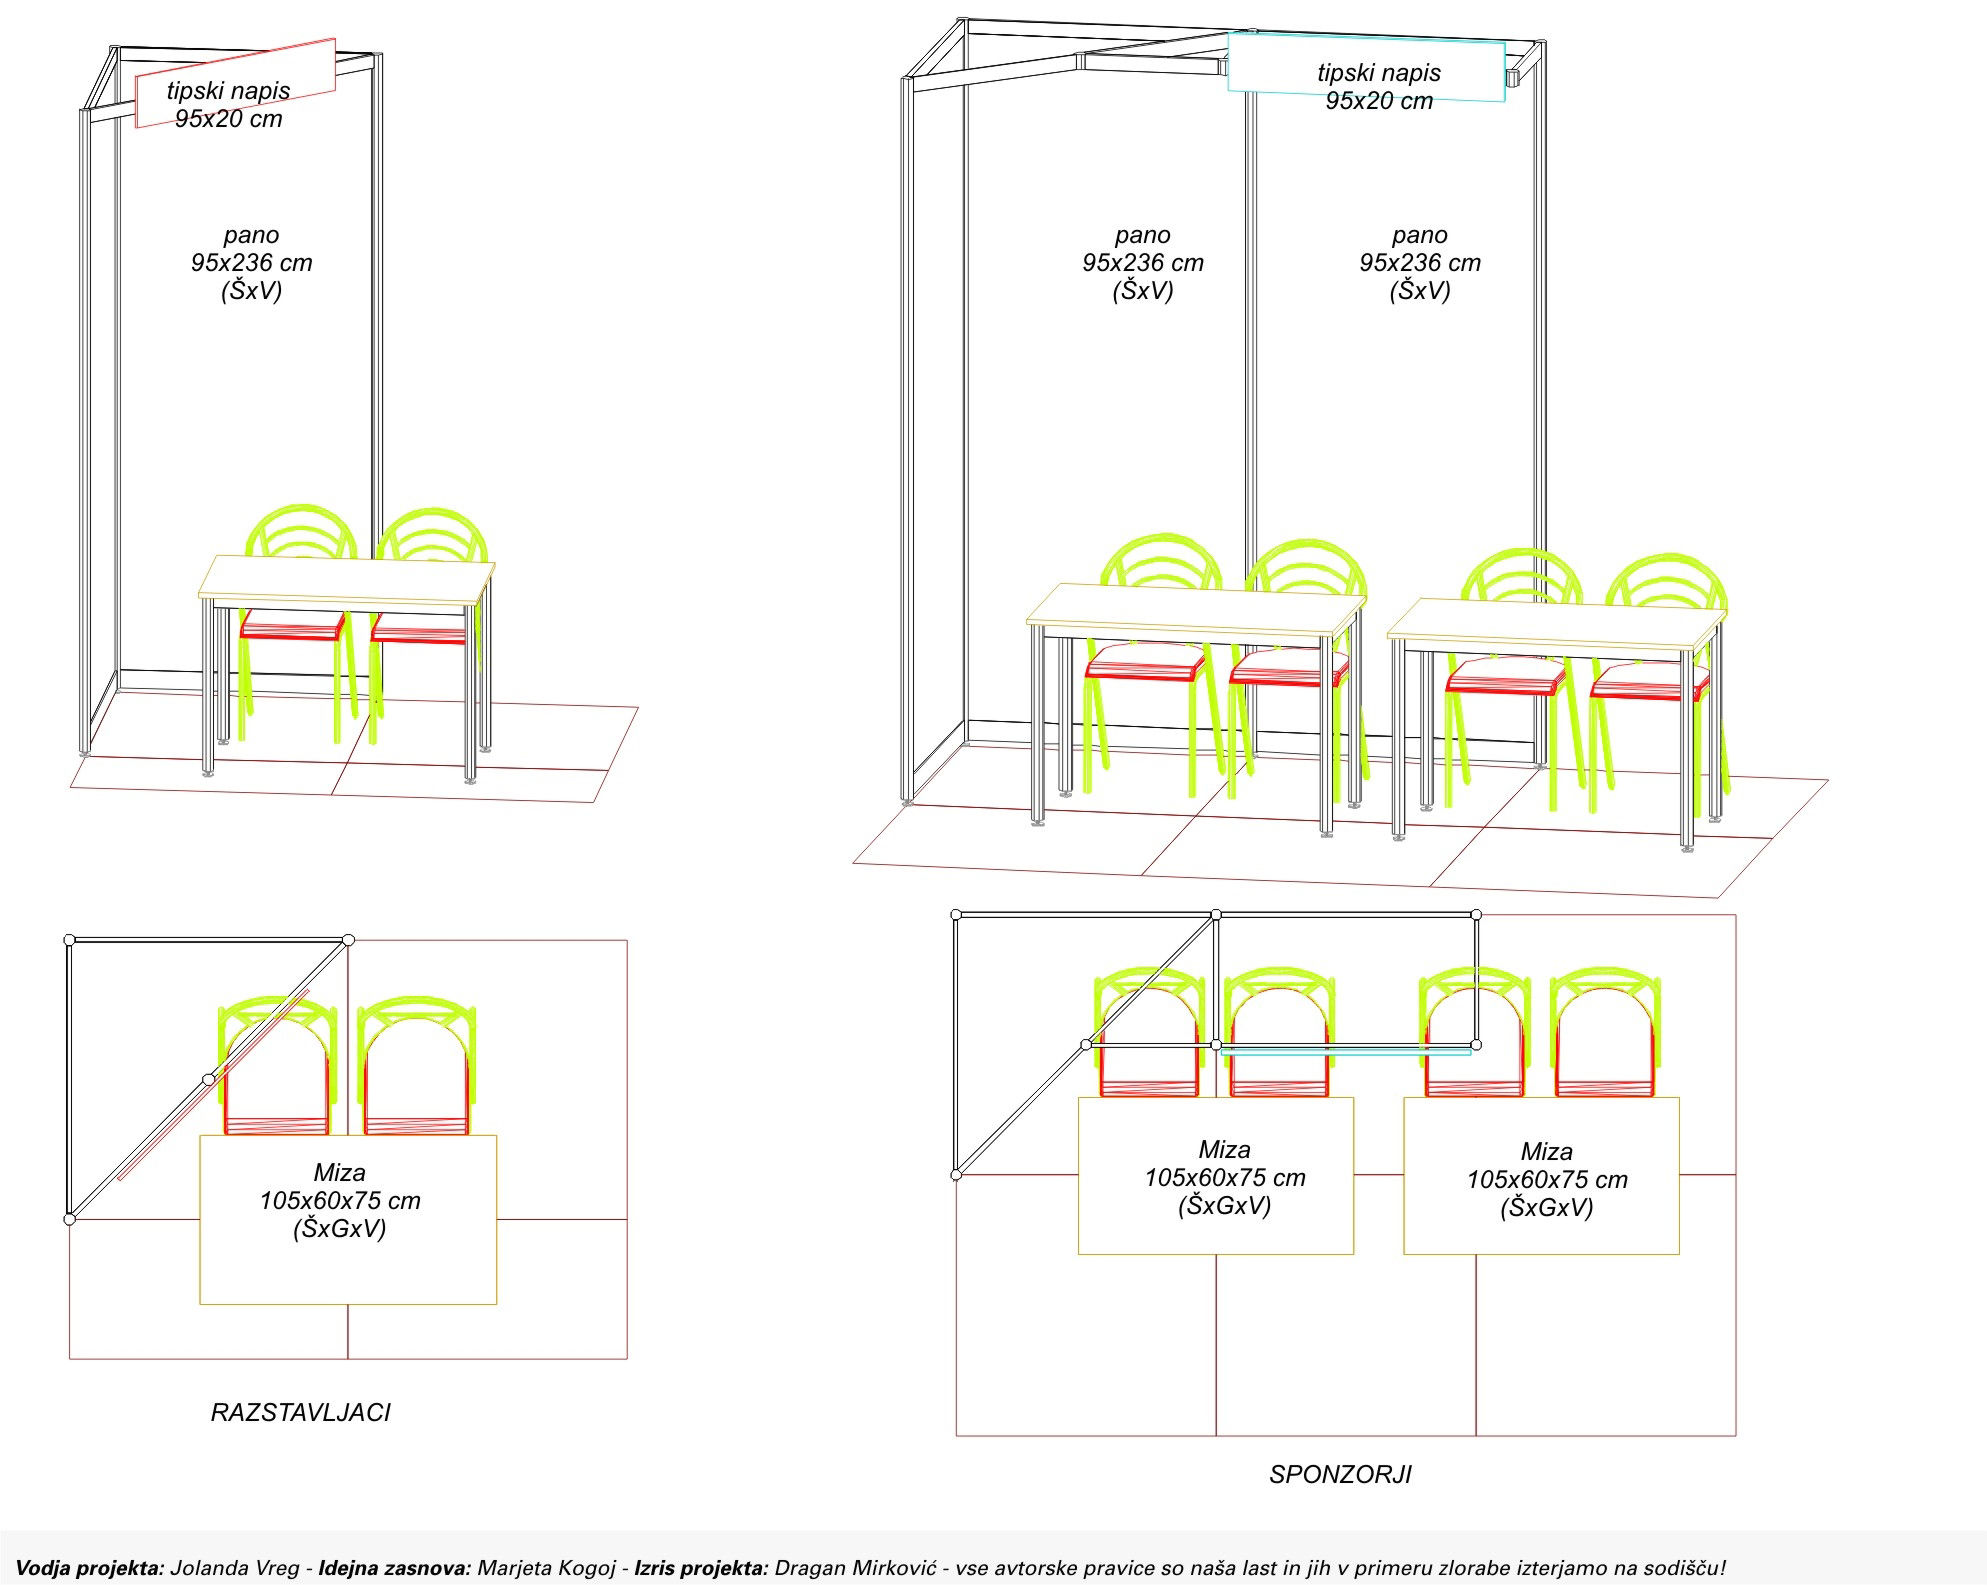 tipski napis
95x20 cm
pano
95x236 cm
(ŠxV)
Miza
105x60x75 cm
(ŠxGxV)
RAZSTAVLJACI
tipski napis
95x20 cm
pano
95x236 cm
(ŠxV)
pano
95x236 cm
(ŠxV)
Miza
105x60x75 cm
(ŠxGxV)
Miza
105x60x75 cm
(ŠxGxV)
SPONZORJI
Vodja projekta: Jolanda Vreg - Idejna zasnova: Marjeta Kogoj - Izris projekta: Dragan Mirković - vse avtorske pravice so naša last in jih v primeru zlorabe izterjamo na sodišču!